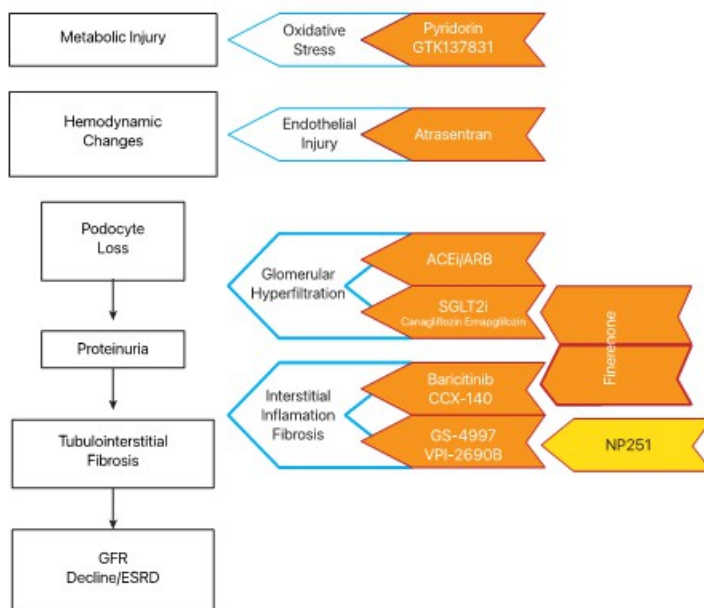 Metabolic Injury
Oxidative
Stress
Pyridorin
GTK137831
Hemodynamic
Changes
Endothelial
Injury
Atrasentran
Podocyte
Loss
Glomerular
Hyperfiltration
ACEi/ARB
SGLT2i
Canagliflozin Emapglifozin
Finerenone
Proteinuria
Interstitial
Inflamation
Fibrosis
Baricitinib
CCX-140
Tubulointerstitial
Fibrosis
GS-4997
VPI-2690B
NP251
GFR
Decline/ESRD